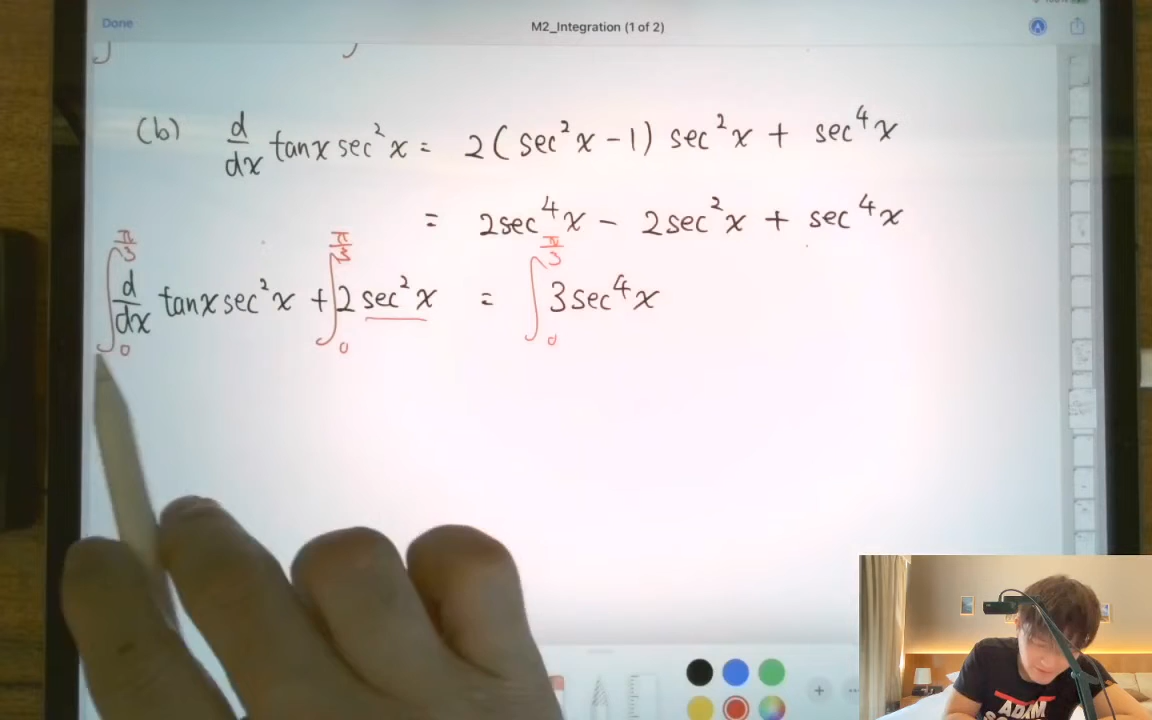 Done
M2_Integration (1 of 2)
(b) d/dx tanx sec²x = 2(sec²x - 1) sec²x + sec⁴x
= 2sec⁴x - 2sec²x + sec⁴x
∫₀^(π/3) d/dx tanx sec²x + ∫₀^(π/3) 2 sec²x = ∫₀^(π/3) 3sec⁴x
ADAM